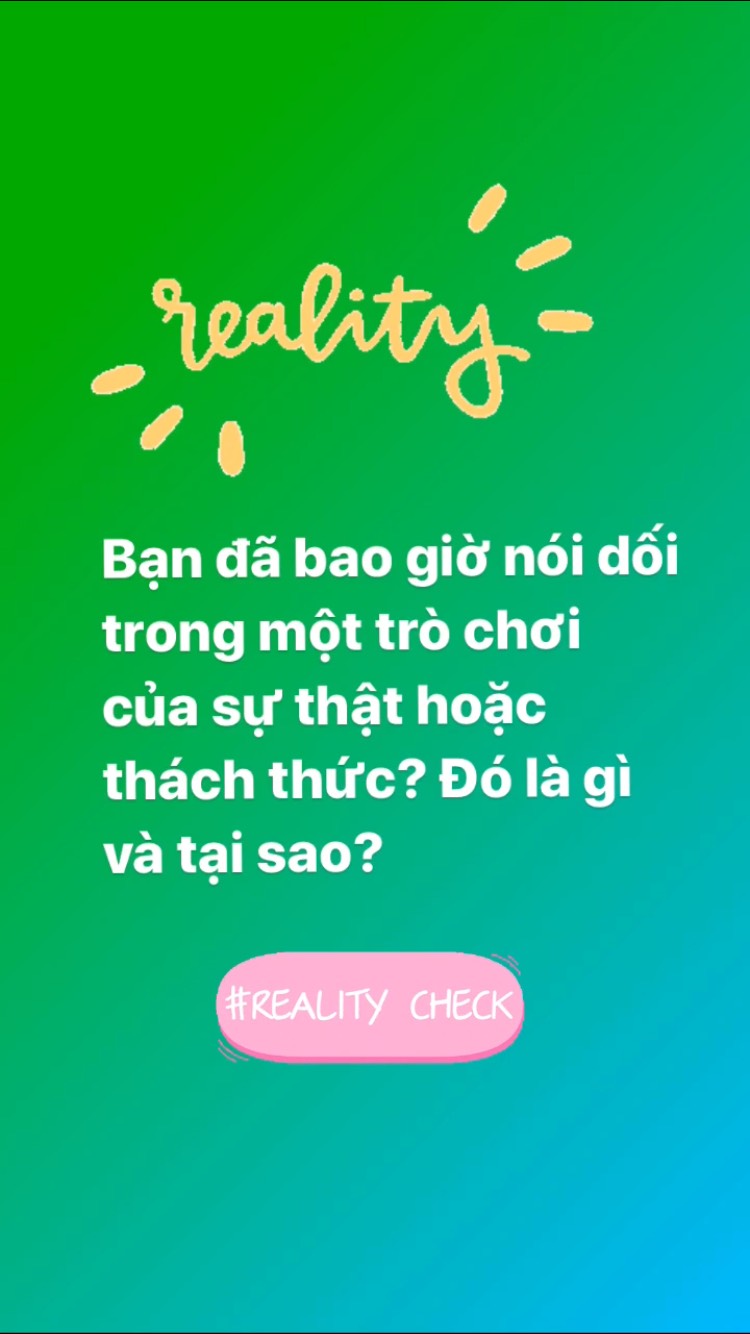 reality
Bạn đã bao giờ nói dối
trong một trò chơi
của sự thật hoặc
thách thức? Đó là gì
và tại sao?
#REALITY CHECK